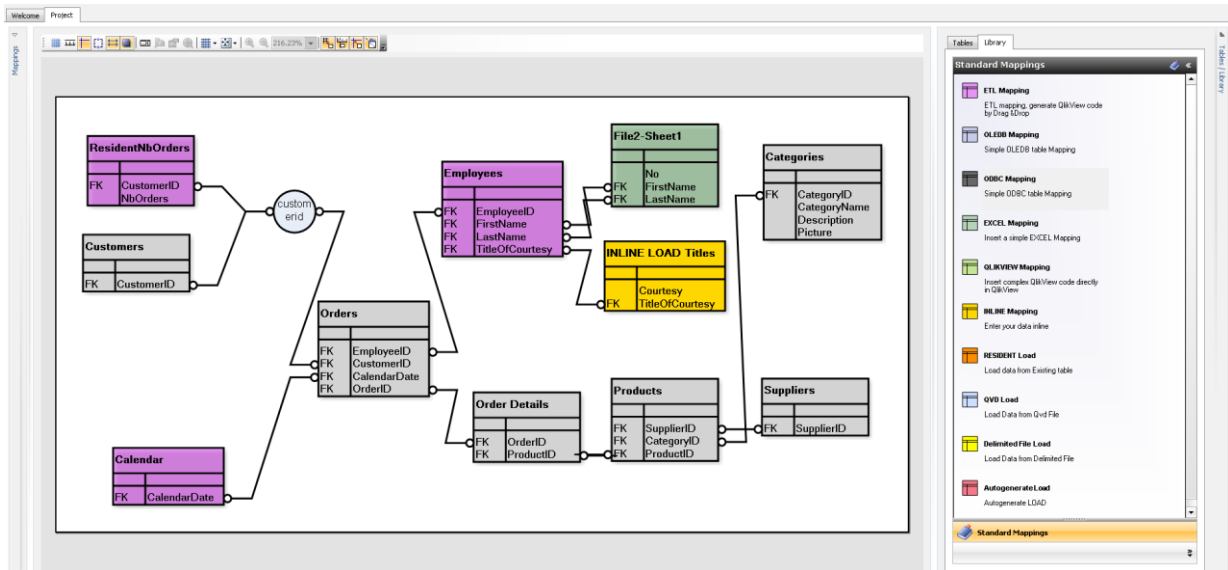 Welcome
Project
Mappings
216.23%
ResidentNbOrders
FK CustomerID
NbOrders
Customers
FK CustomerID
custom
erid
Orders
FK EmployeeID
FK CustomerID
FK CalendarDate
FK OrderID
Calendar
FK CalendarDate
Employees
FK EmployeeID
FK FirstName
FK LastName
FK TitleOfCourtesy
File2-Sheet1
No
FK FirstName
FK LastName
INLINE LOAD Titles
Courtesy
FK TitleOfCourtesy
Categories
FK CategoryID
CategoryName
Description
Picture
Order Details
FK OrderID
FK ProductID
Products
FK SupplierID
FK CategoryID
FK ProductID
Suppliers
FK SupplierID
Tables
Library
Standard Mappings
ETL Mapping
ETL mapping, generate QlikView code
by Drag &Drop
OLEDB Mapping
Simple OLEDB table Mapping
ODBC Mapping
Simple ODBC table Mapping
EXCEL Mapping
Insert a simple EXCEL Mapping
QLIKVIEW Mapping
Insert complex QlikView code directly
in QlikView
INLINE Mapping
Enter your data inline
RESIDENT Load
Load data from Existing table
QVD Load
Load Data from Qvd File
Delimited File Load
Load Data from Delimited File
Autogenerate Load
Autogenerate LOAD
Standard Mappings
Tables / Library